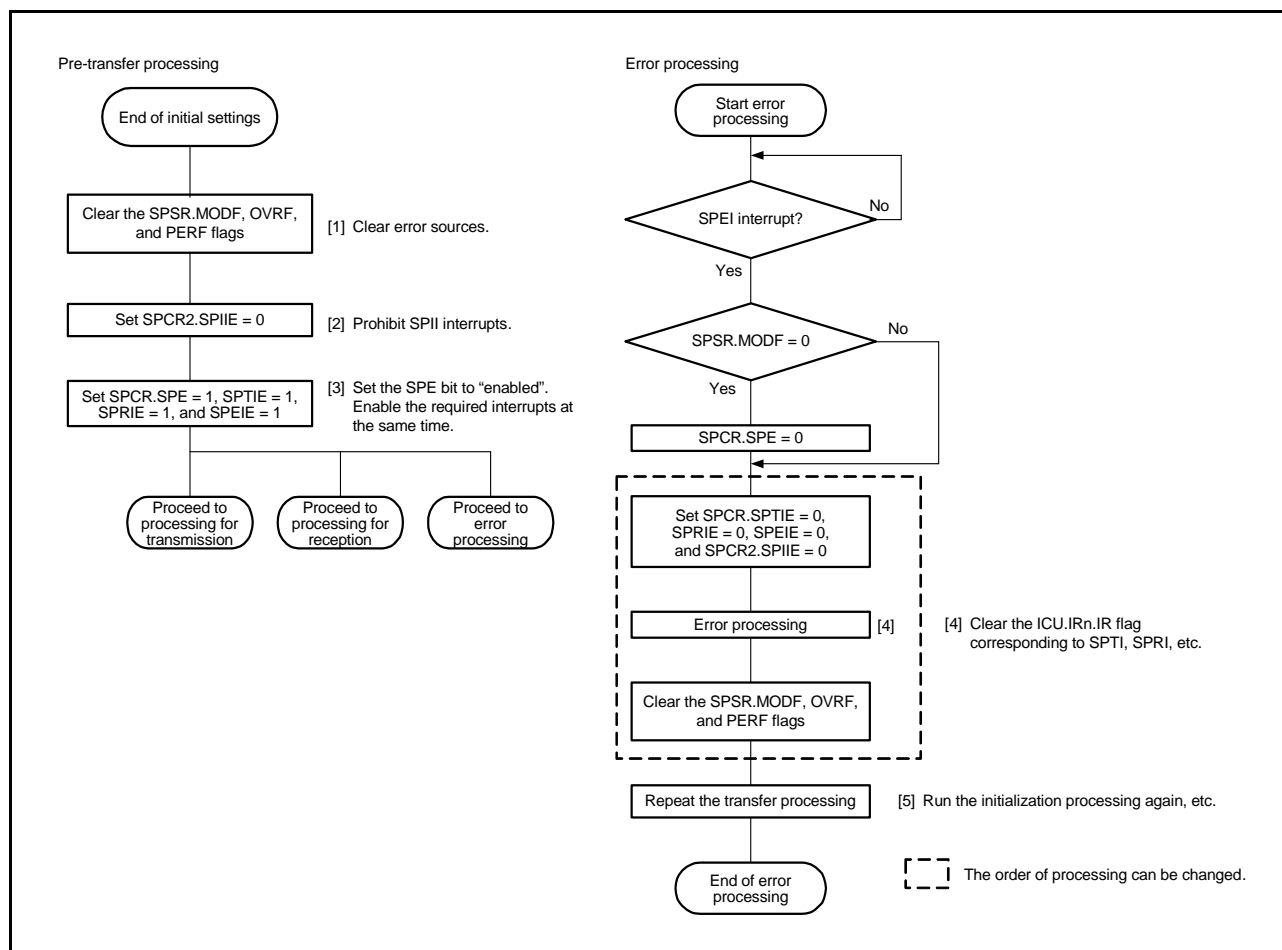 Pre-transfer processing
End of initial settings
Clear the SPSR.MODF, OVRF,
and PERF flags
[1] Clear error sources.
Set SPCR2.SPIIE = 0
[2] Prohibit SPII interrupts.
Set SPCR.SPE = 1, SPTIE = 1,
SPRIE = 1, and SPEIE = 1
[3] Set the SPE bit to “enabled”.
Enable the required interrupts at
the same time.
Proceed to
processing for
transmission
Proceed to
processing for
reception
Proceed to
error
processing
Error processing
Start error
processing
SPEI interrupt?
No
Yes
SPSR.MODF = 0
No
Yes
SPCR.SPE = 0
Set SPCR.SPTIE = 0,
SPRIE = 0, SPEIE = 0,
and SPCR2.SPIIE = 0
Error processing
[4]
[4] Clear the ICU.IRn.IR flag
corresponding to SPTI, SPRI, etc.
Clear the SPSR.MODF, OVRF,
and PERF flags
Repeat the transfer processing
[5] Run the initialization processing again, etc.
End of error
processing
The order of processing can be changed.